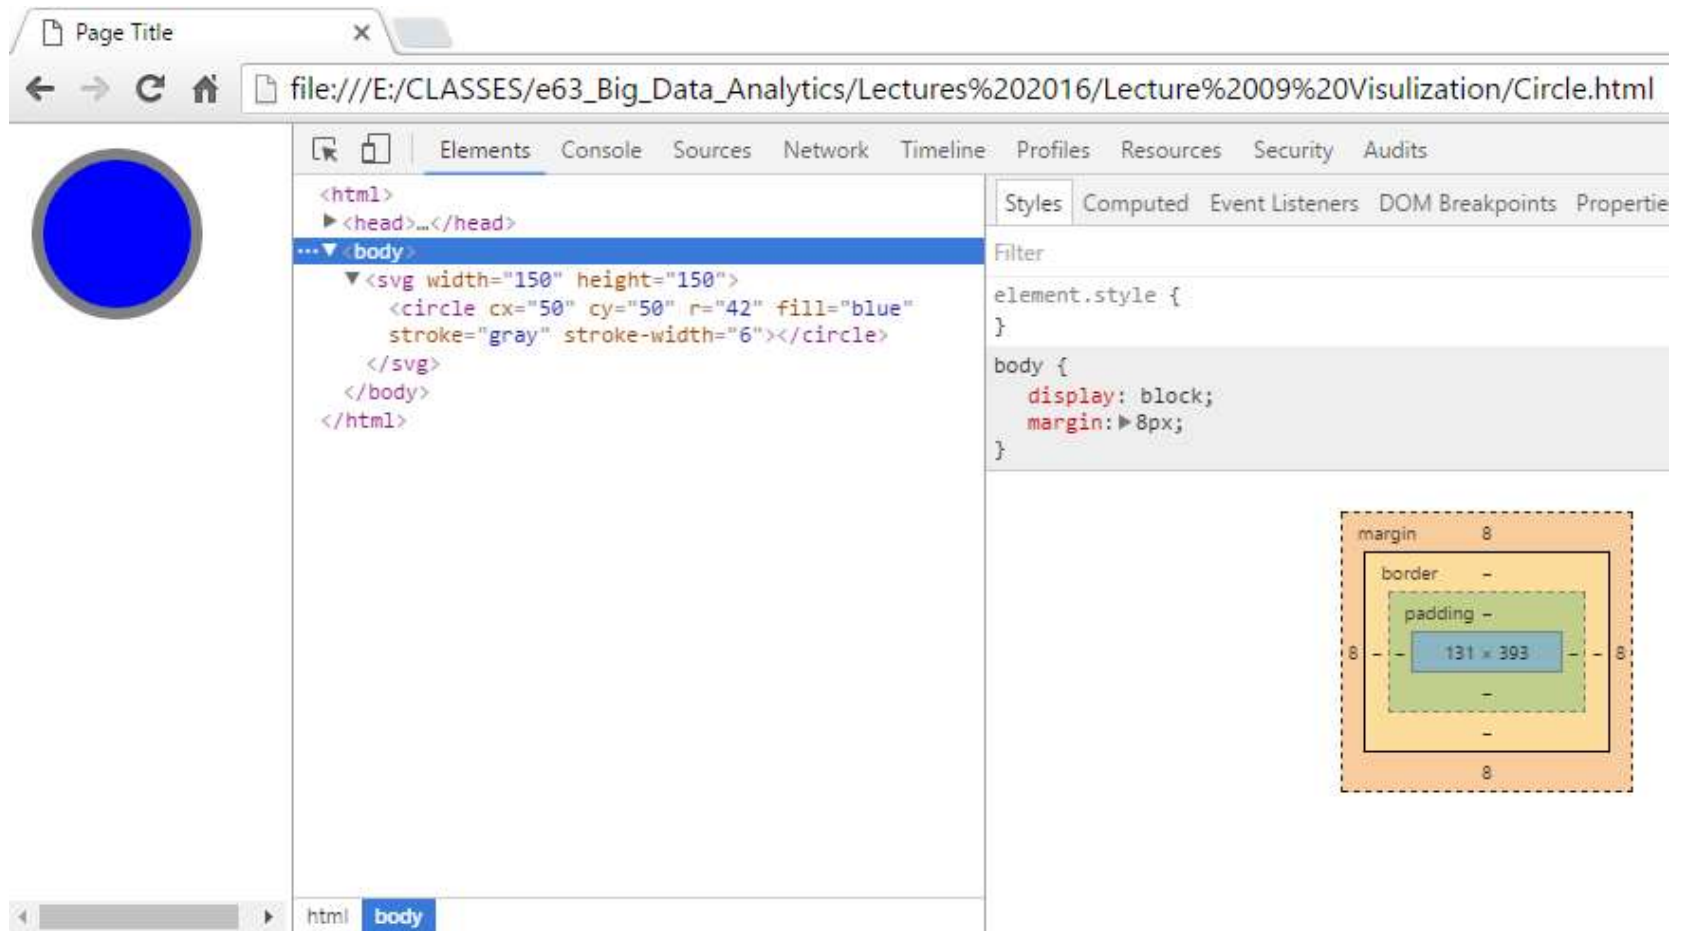 Page Title
file:///E:/CLASSES/e63_Big_Data_Analytics/Lectures%202016/Lecture%2009%20Visulization/Circle.html
Elements Console Sources Network Timeline Profiles Resources Security Audits
<html>
▶<head>…</head>
…▼<body>
▼<svg width="150" height="150">
<circle cx="50" cy="50" r="42" fill="blue"
stroke="gray" stroke-width="6"></circle>
</svg>
</body>
</html>
html body
Styles Computed Event Listeners DOM Breakpoints Propertie
Filter
element.style {
}
body {
display: block;
margin:▶8px;
}
margin 8
border –
padding –
8 – – 131 × 393 – – 8
–
–
8